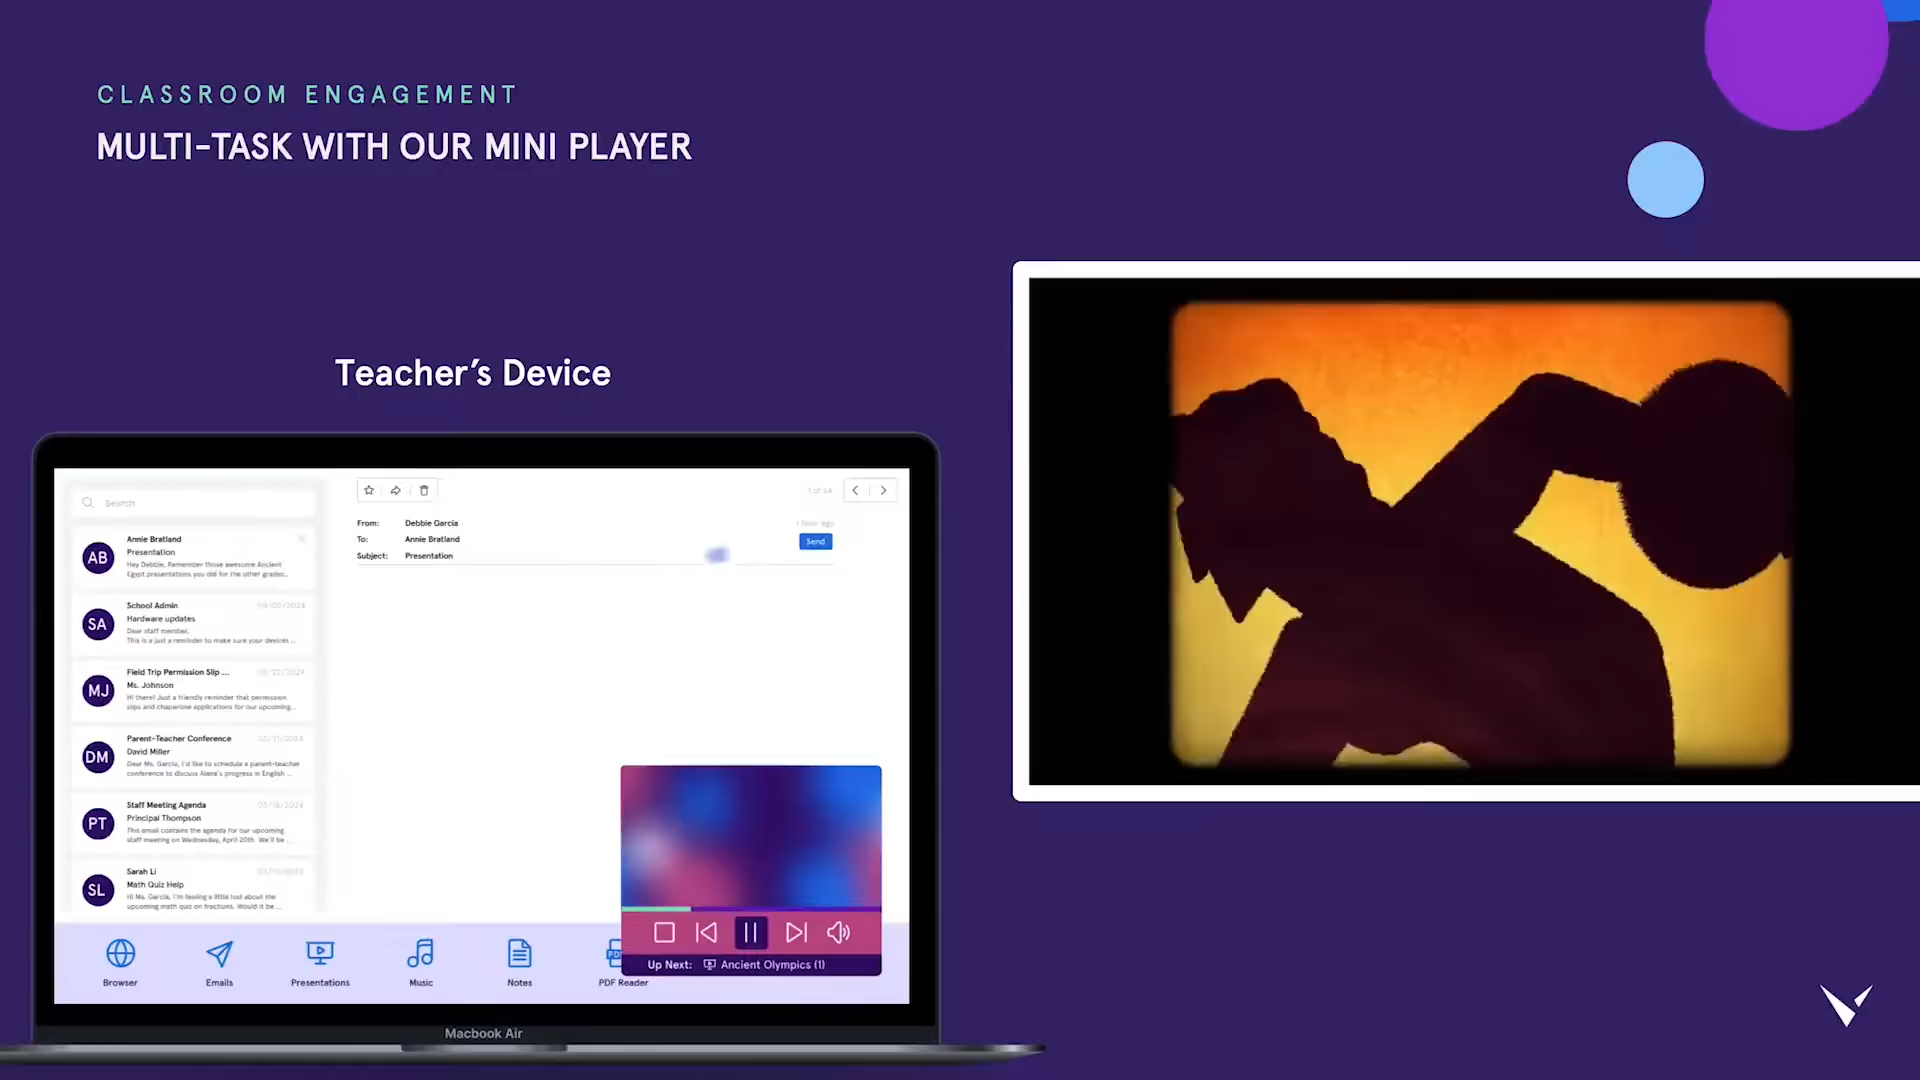 CLASSROOM ENGAGEMENT
MULTI-TASK WITH OUR MINI PLAYER
Teacher's Device
Search
Annie Bratland
Presentation
Hey Debbie, Remember those awesome Ancient
Egypt presentations you did for the other grades...
School Admin
Hardware updates
Dear staff member,
This is a just a reminder to make sure your devices ...
Field Trip Permission Slip ...
Ms. Johnson
Hi there! Just a friendly reminder that permission
slips and chaperone applications for our upcoming...
Parent-Teacher Conference
David Miller
Dear Ms. Garcia, I'd like to schedule a parent-teacher
conference to discuss Alana's progress in English ...
Staff Meeting Agenda
Principal Thompson
This email contains the agenda for our upcoming
staff meeting on Wednesday, April 20th. We'll be ...
Sarah Li
Math Quiz Help
Hi Ms. Garcia, I'm feeling a little lost about the
upcoming math quiz on fractions. Would it be ...
AB
SA
MJ
DM
PT
SL
1 of 64
From: Debbie Garcia
1 hour ago
To: Annie Bratland
Send
Subject: Presentation
Up Next: Ancient Olympics (1)
Browser
Emails
Presentations
Music
Notes
PDF Reader
Macbook Air